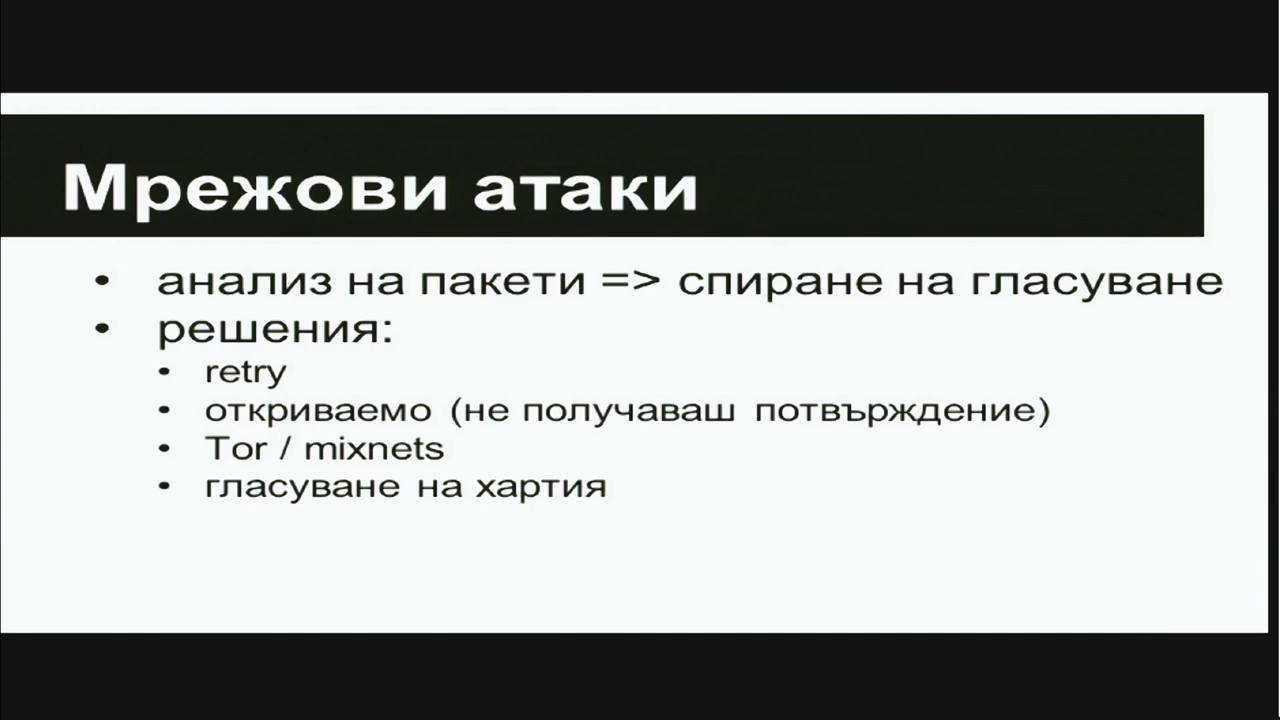 Мрежови атаки
• анализ на пакети => спиране на гласуване
• решения:
• retry
• откриваемо (не получаваш потвърждение)
• Tor / mixnets
• гласуване на хартия